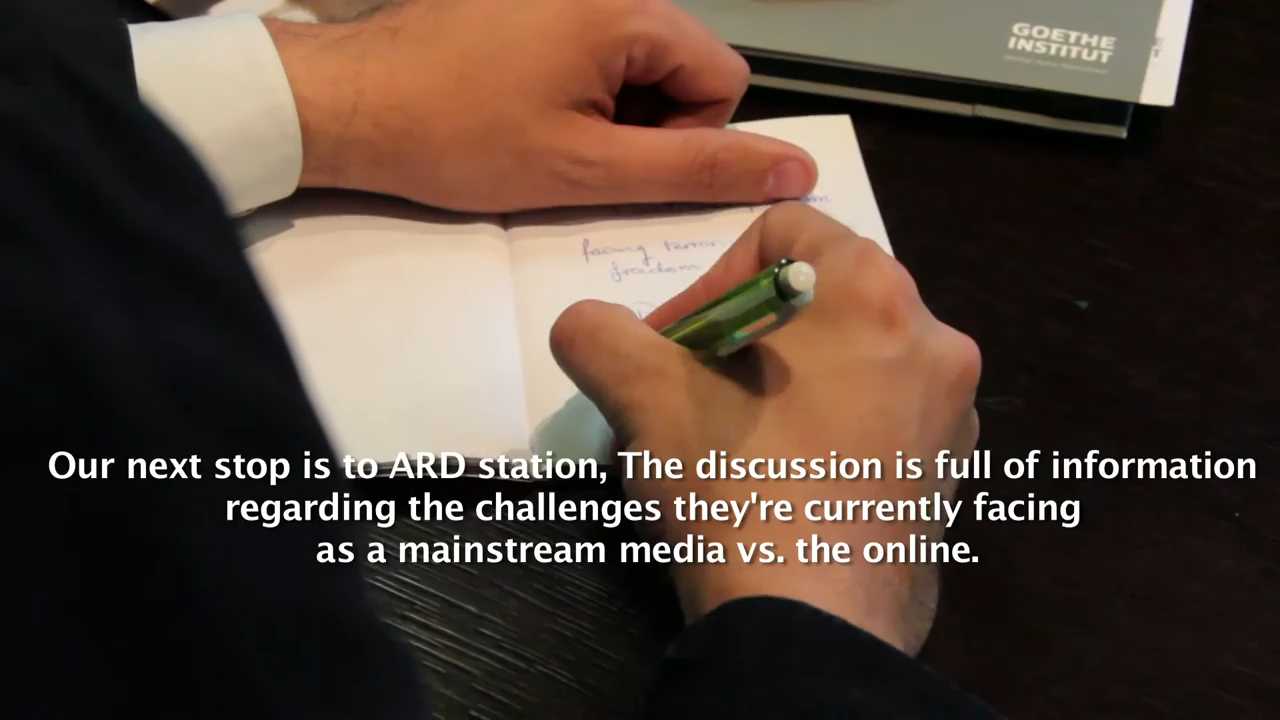 GOETHE
INSTITUT
facing terror
freedom
Our next stop is to ARD station, The discussion is full of information
regarding the challenges they're currently facing
as a mainstream media vs. the online.